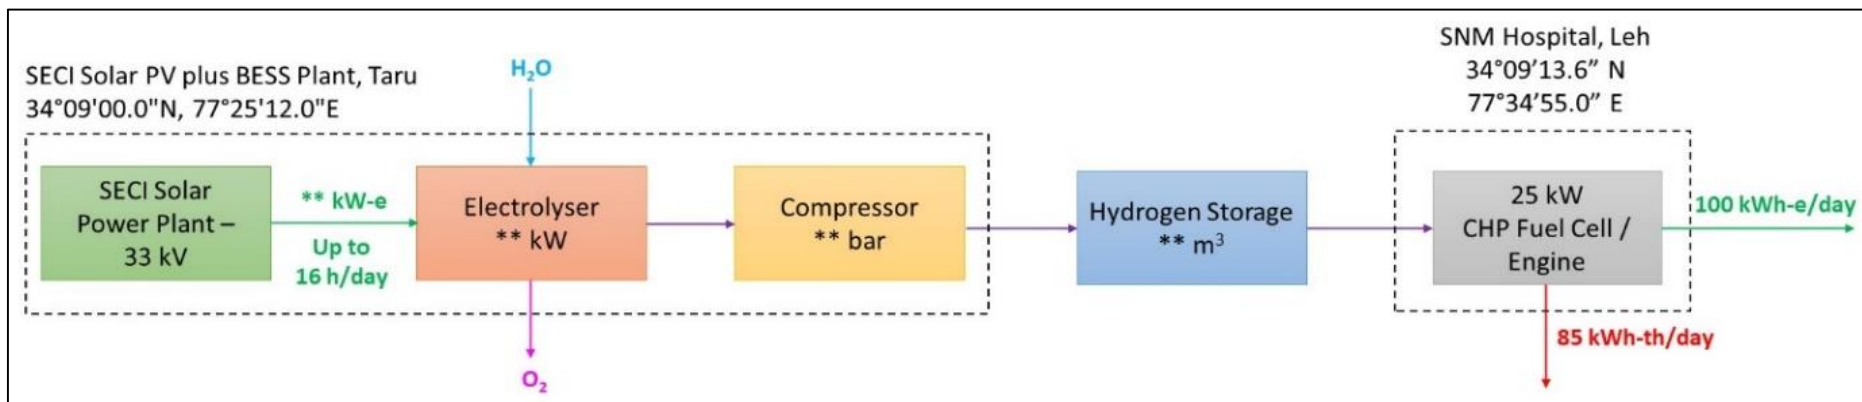 SECI Solar PV plus BESS Plant, Taru
34°09'00.0"N, 77°25'12.0"E
H₂O
SNM Hospital, Leh
34°09’13.6” N
77°34’55.0” E
SECI Solar
Power Plant –
33 kV
** kW-e
Up to
16 h/day
Electrolyser
** kW
Compressor
** bar
Hydrogen Storage
** m³
25 kW
CHP Fuel Cell /
Engine
100 kWh-e/day
85 kWh-th/day
O₂